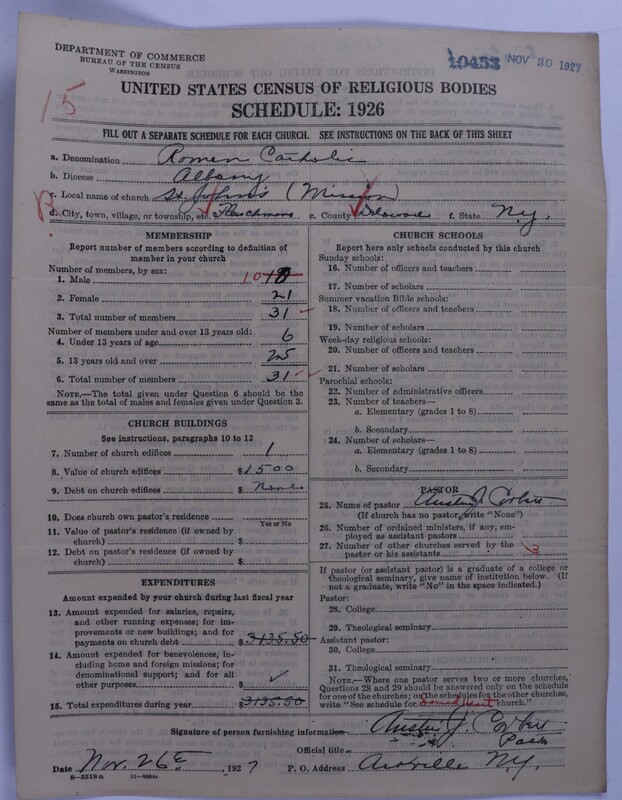 DEPARTMENT OF COMMERCE
BUREAU OF THE CENSUS
WASHINGTON
10453 NOV 30 1927
15
UNITED STATES CENSUS OF RELIGIOUS BODIES
SCHEDULE: 1926
FILL OUT A SEPARATE SCHEDULE FOR EACH CHURCH. SEE INSTRUCTIONS ON THE BACK OF THIS SHEET
a. Denomination Roman Catholic
b. Diocese Albany
c. Local name of church St. John's (Mission)
d. City, town, village, or township, etc. Fleischmans e. County Delaware f. State N.Y.
MEMBERSHIP
Report number of members according to definition of
member in your church
Number of members, by sex:
1. Male 10
2. Female 21
3. Total number of members 31
Number of members under and over 13 years old:
4. Under 13 years of age 6
5. 13 years old and over 25
6. Total number of members 31
NOTE.—The total given under Question 6 should be
the same as the total of males and females given under Question 3.
CHURCH BUILDINGS
See instructions, paragraphs 10 to 12
7. Number of church edifices 1
8. Value of church edifices $1500
9. Debt on church edifices $ None
10. Does church own pastor's residence
Yes or No
11. Value of pastor's residence (if owned by
church) $
12. Debt on pastor's residence (if owned by
church) $
EXPENDITURES
Amount expended by your church during last fiscal year
13. Amount expended for salaries, repairs,
and other running expenses; for im-
provements or new buildings; and for
payments on church debt $3135.50
14. Amount expended for benevolences, in-
cluding home and foreign missions; for
denominational support; and for all
other purposes $ ✓
15. Total expenditures during year $3135.50
CHURCH SCHOOLS
Report here only schools conducted by this church
Sunday schools:
16. Number of officers and teachers
17. Number of scholars
Summer vacation Bible schools:
18. Number of officers and teachers
19. Number of scholars
Week-day religious schools:
20. Number of officers and teachers
21. Number of scholars
Parochial schools:
22. Number of administrative officers
23. Number of teachers—
a. Elementary (grades 1 to 8)
b. Secondary
24. Number of scholars—
a. Elementary (grades 1 to 8)
b. Secondary
PASTOR
25. Name of pastor Austin J. Corbett
(If church has no pastor, write "None")
26. Number of ordained ministers, if any, em-
ployed as assistant pastors
27. Number of other churches served by the
pastor or his assistants 3
If pastor (or assistant pastor) is a graduate of a college or
theological seminary, give name of institution below. (If
not a graduate, write "No" in the space indicated.)
Pastor:
28. College
29. Theological seminary
Assistant pastor:
30. College
31. Theological seminary
NOTE.—Where one pastor serves two or more churches,
Questions 28 and 29 should be answered only on the schedule
for one of the churches; on the schedules for the other churches,
write "See schedule for Sacred Heart church."
Signature of person furnishing information Austin J. Corbett
Official title Pastor
Date Nov. 26 1927 P. O. Address Arkville N.Y.
8—5518a